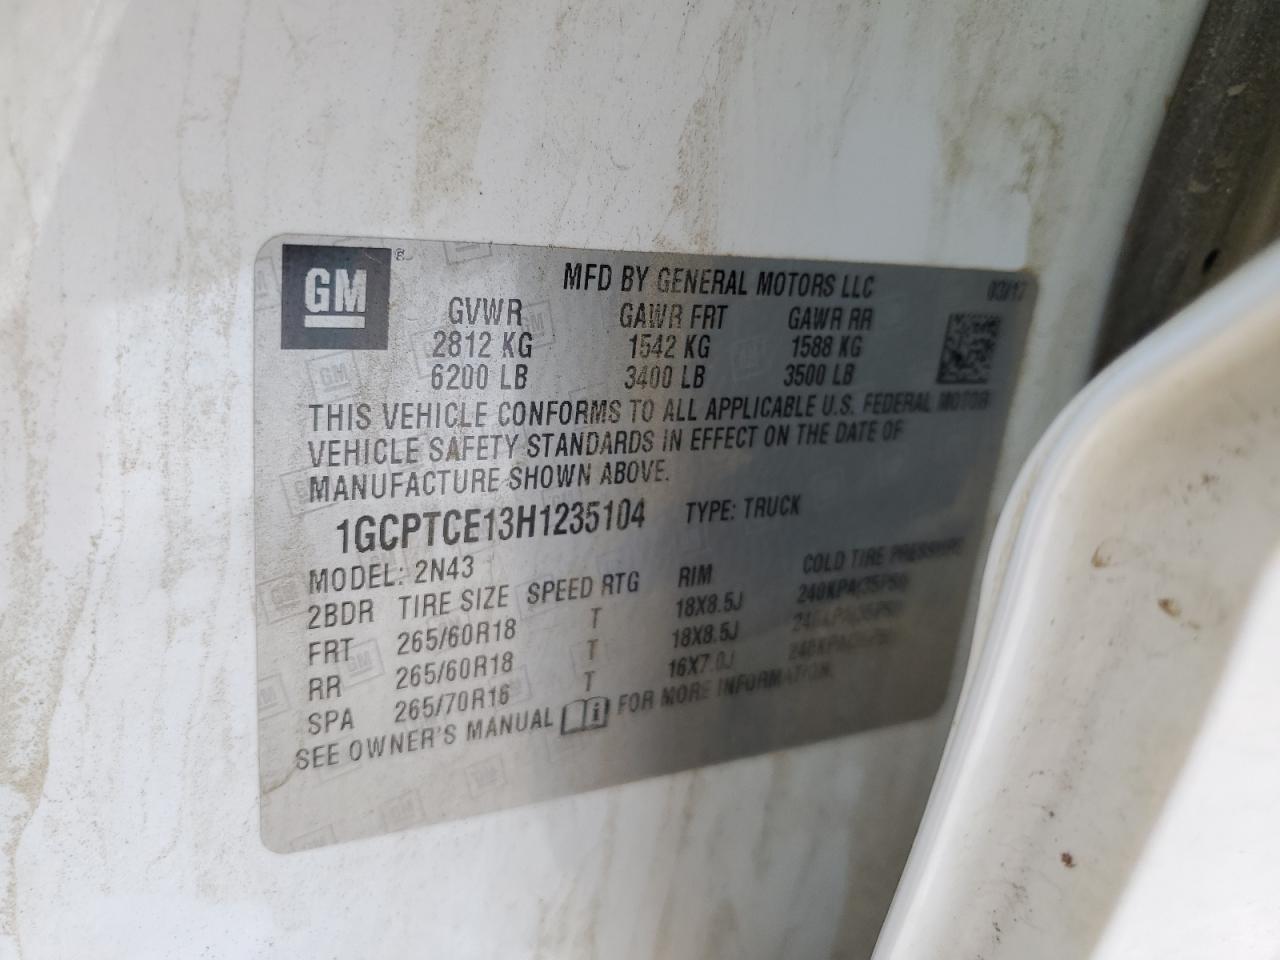 GM®
MFD BY GENERAL MOTORS LLC 03/17
GVWR GAWR FRT GAWR RR
2812 KG 1542 KG 1588 KG
6200 LB 3400 LB 3500 LB
THIS VEHICLE CONFORMS TO ALL APPLICABLE U.S. FEDERAL MOTOR
VEHICLE SAFETY STANDARDS IN EFFECT ON THE DATE OF
MANUFACTURE SHOWN ABOVE.
1GCPTCE13H1235104 TYPE: TRUCK
MODEL: 2N43
2BDR TIRE SIZE SPEED RTG RIM COLD TIRE PRESSURE
FRT 265/60R18 T 18X8.5J 240KPA(35PSI)
RR 265/60R18 T 18X8.5J
SPA 265/70R16 T 16X7.0J
SEE OWNER'S MANUAL FOR MORE INFORMATION.